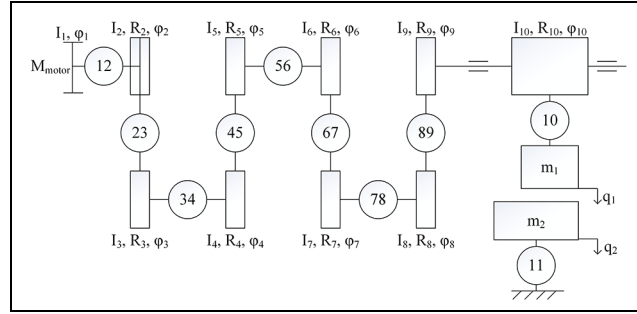 I₁, φ₁
I₂, R₂, φ₂
I₅, R₅, φ₅
I₆, R₆, φ₆
I₉, R₉, φ₉
I₁₀, R₁₀, φ₁₀
M_motor
12
56
23
45
67
89
10
m₁
q₁
34
78
m₂
q₂
I₃, R₃, φ₃
I₄, R₄, φ₄
I₇, R₇, φ₇
I₈, R₈, φ₈
11